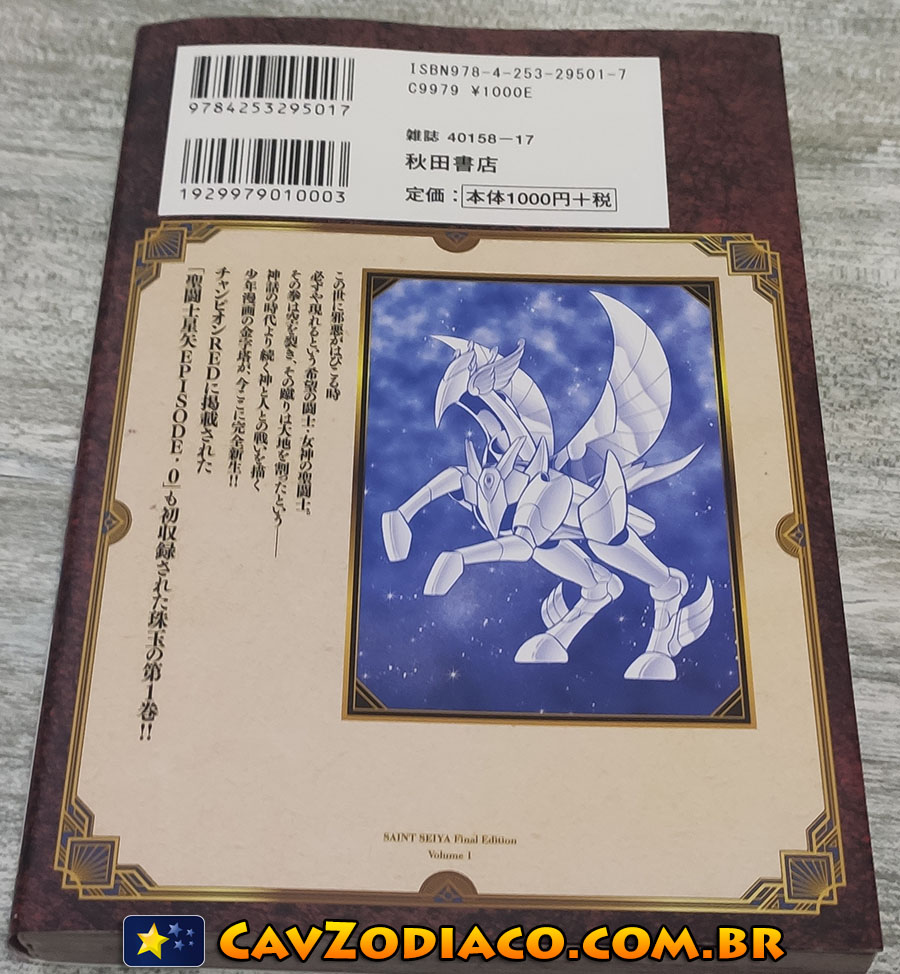 ISBN978-4-253-29501-7
C9979 ¥1000E
9784253295017
雑誌 40158-17
秋田書店
1929979010003
定価：本体1000円+税
この世に邪悪がはびこる時
必ずや現れるという希望の闘士・女神の聖闘士。
その拳は空を裂き、その蹴りは大地を割ったという――
神話の時代より続く神と人との戦いを描く
少年漫画の金字塔が、今ここに完全新生!!
チャンピオンREDに掲載された
「聖闘士星矢EPISODE・0」も初収録された珠玉の第1巻!!
SAINT SEIYA Final Edition
Volume 1
CAVZODIACO.COM.BR